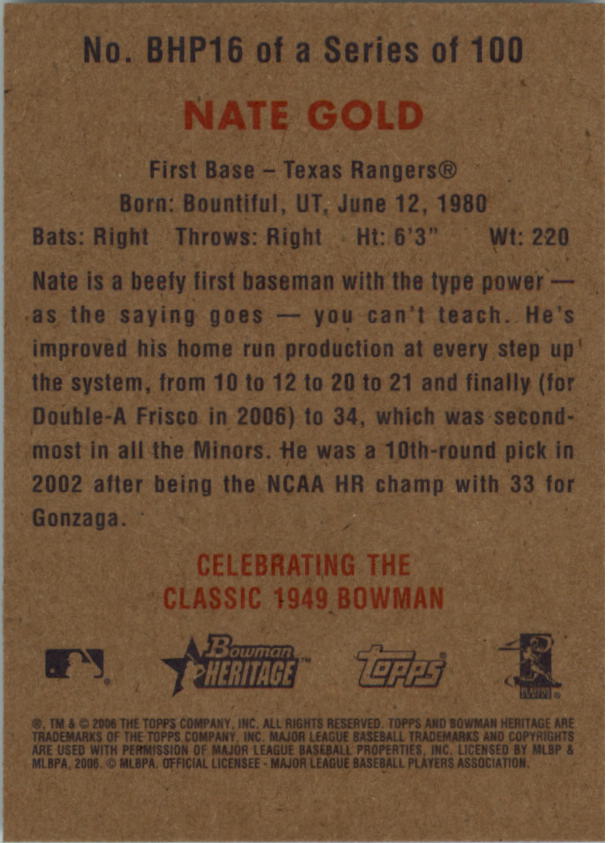 No. BHP16 of a Series of 100
NATE GOLD
First Base – Texas Rangers®
Born: Bountiful, UT, June 12, 1980
Bats: Right Throws: Right Ht: 6'3" Wt: 220
Nate is a beefy first baseman with the type power —
as the saying goes — you can't teach. He's
improved his home run production at every step up
the system, from 10 to 12 to 20 to 21 and finally (for
Double-A Frisco in 2006) to 34, which was second-
most in all the Minors. He was a 10th-round pick in
2002 after being the NCAA HR champ with 33 for
Gonzaga.
CELEBRATING THE
CLASSIC 1949 BOWMAN
Bowman
HERITAGE™
TOPPS®
PLAYERS
®, TM & © 2006 THE TOPPS COMPANY, INC. ALL RIGHTS RESERVED. TOPPS AND BOWMAN HERITAGE ARE
TRADEMARKS OF THE TOPPS COMPANY, INC. MAJOR LEAGUE BASEBALL TRADEMARKS AND COPYRIGHTS
ARE USED WITH PERMISSION OF MAJOR LEAGUE BASEBALL PROPERTIES, INC. LICENSED BY MLBP &
MLBPA, 2006. © MLBPA. OFFICIAL LICENSEE - MAJOR LEAGUE BASEBALL PLAYERS ASSOCIATION.